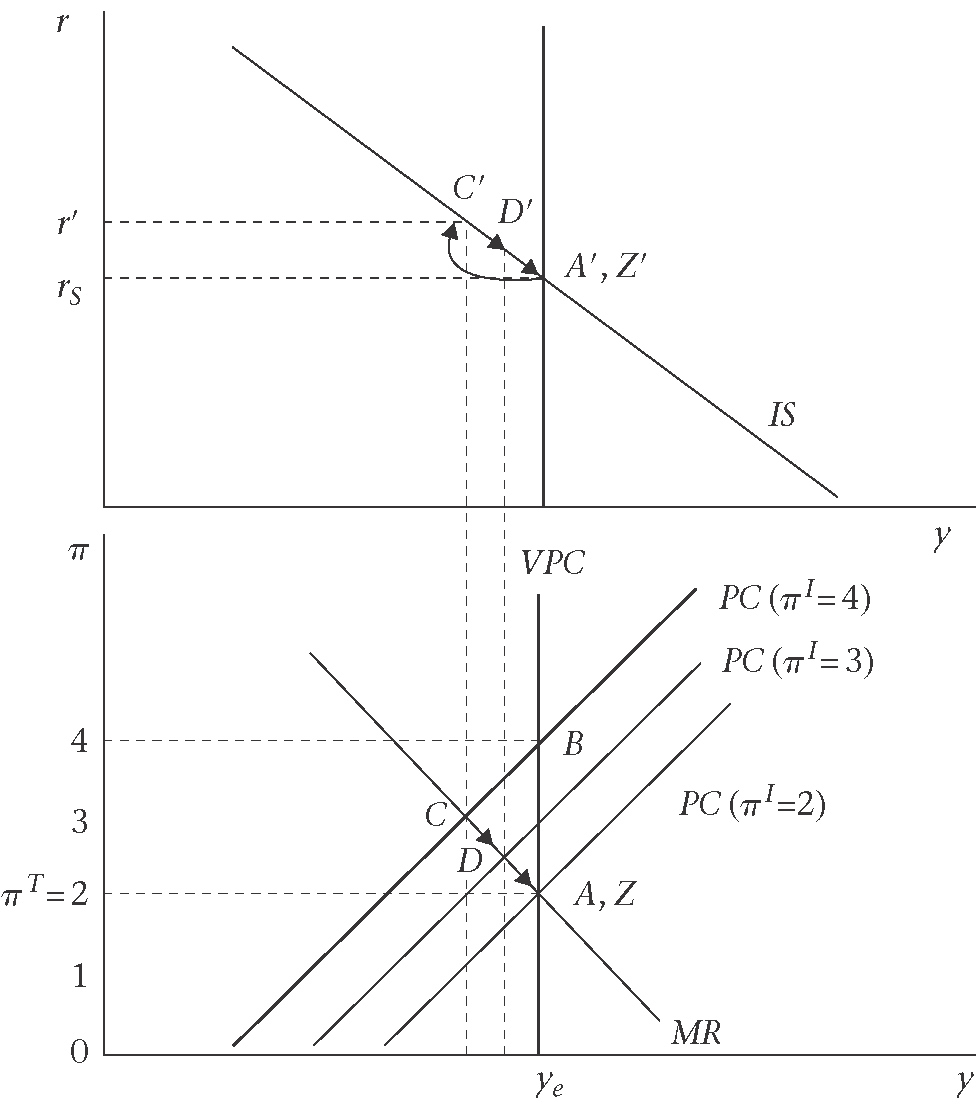 r
C′
D′
r′
A′, Z′
r_S
IS
y
π
VPC
PC (π^I = 4)
PC (π^I = 3)
4
B
PC (π^I =2)
C
3
D
π^T = 2
A, Z
1
MR
0
y_e
y